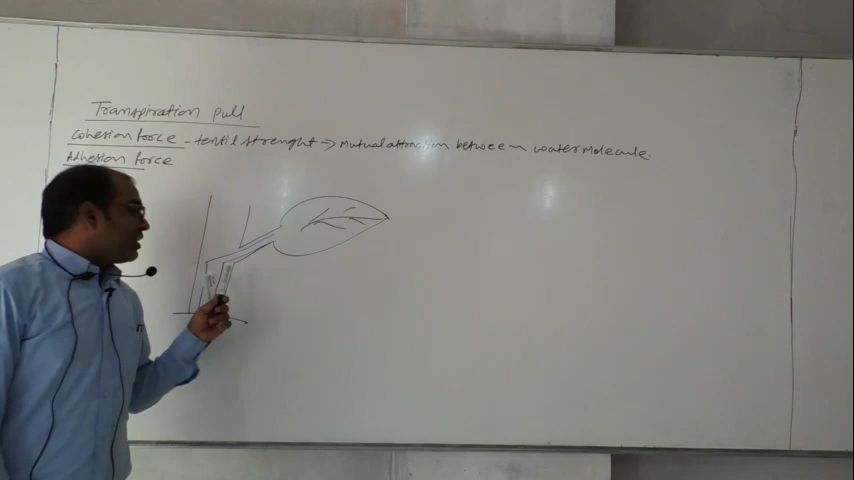 Transpiration pull
Cohesion force - tentil strenght → Mutual attraction between water molecule.
Adhesion force